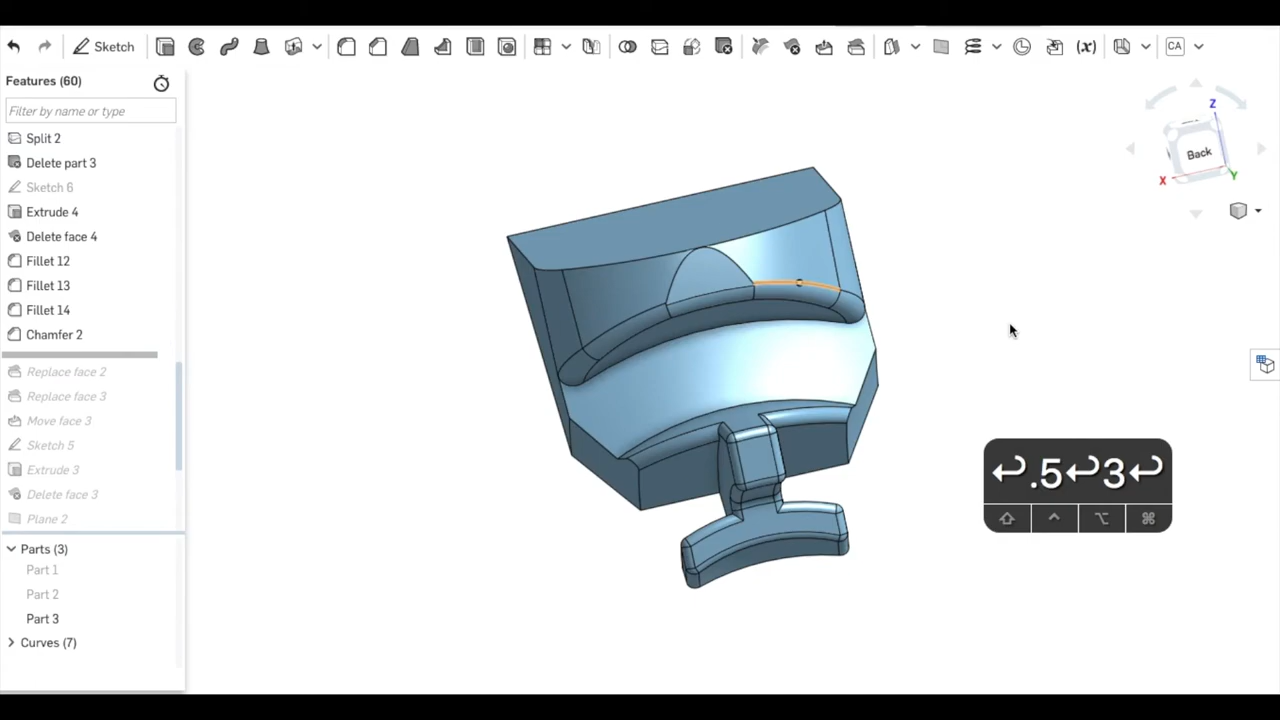 Sketch
(x)
CA
Features (60)
Filter by name or type
Split 2
Delete part 3
Sketch 6
Extrude 4
Delete face 4
Fillet 12
Fillet 13
Fillet 14
Chamfer 2
Replace face 2
Replace face 3
Move face 3
Sketch 5
Extrude 3
Delete face 3
Plane 2
Parts (3)
Part 1
Part 2
Part 3
Curves (7)
Z
Back
X
Y
↩.5↩3↩
⇧ ⌃ ⌥ ⌘